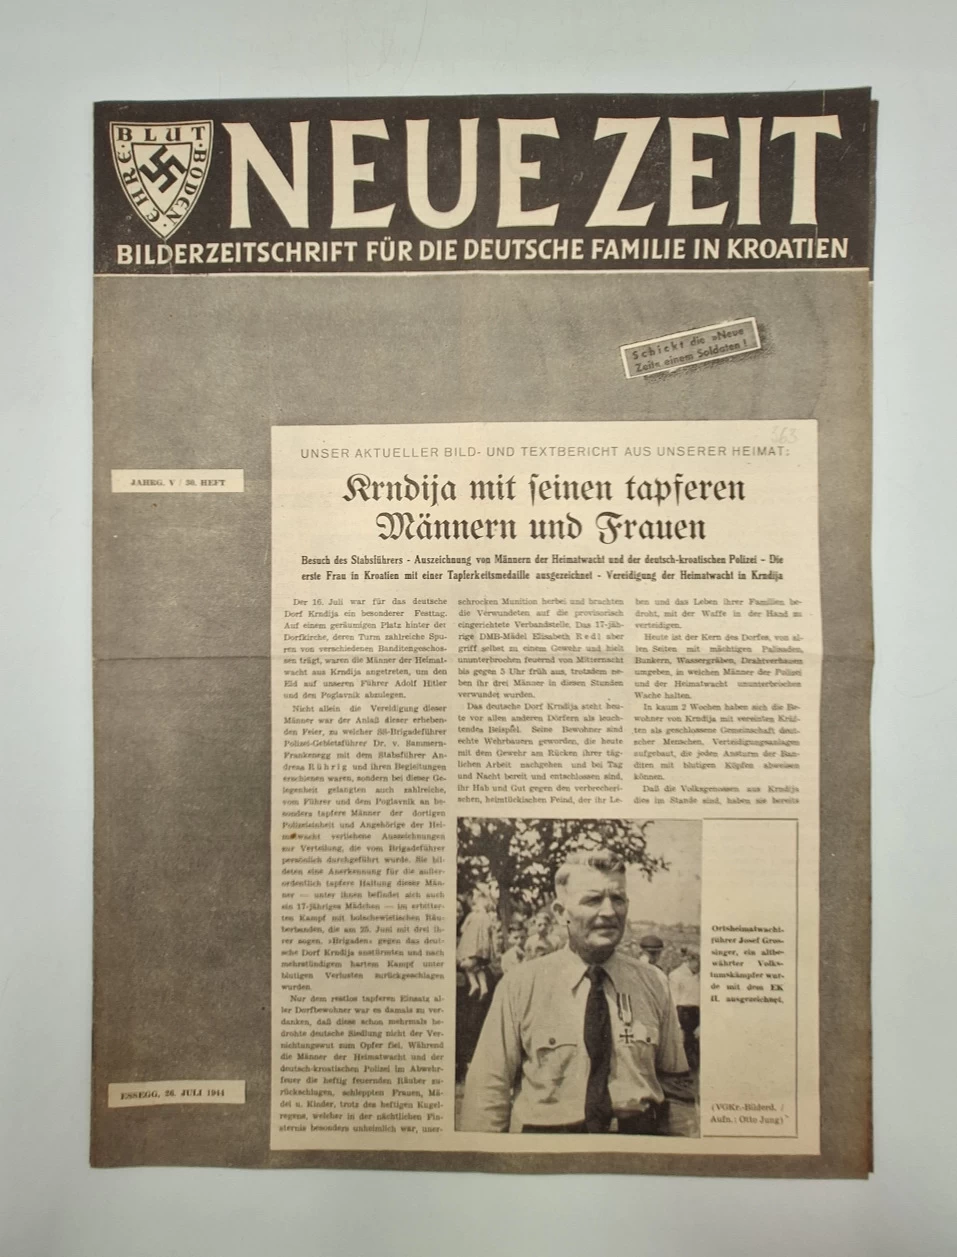 BLUT · BODEN · EHRE ·
NEUE ZEIT
BILDERZEITSCHRIFT FÜR DIE DEUTSCHE FAMILIE IN KROATIEN
Schickt die »Neue
Zeit« einem Soldaten!
563
UNSER AKTUELLER BILD- UND TEXTBERICHT AUS UNSERER HEIMAT:
JAHRG. V / 30. HEFT
Krndija mit seinen tapferen
Männern und Frauen
Besuch des Stabsführers - Auszeichnung von Männern der Heimatwacht und der deutsch-kroatischen Polizei - Die
erste Frau in Kroatien mit einer Tapferkeitsmedaille ausgezeichnet - Vereidigung der Heimatwacht in Krndija
Der 16. Juli war für das deutsche
Dorf Krndija ein besonderer Festtag.
Auf einem geräumigen Platz hinter der
Dorfkirche, deren Turm zahlreiche Spu-
ren von verschiedenen Banditengeschos-
sen trägt, waren die Männer der Heimat-
wacht aus Krndija angetreten, um den
Eid auf unseren Führer Adolf Hitler
und den Poglavnik abzulegen.
Nicht allein die Vereidigung dieser
Männer war der Anlaß dieser erheben-
den Feier, zu welcher SS-Brigadeführer
Polizei-Gebietsführer Dr. v. Sammern-
Frankenegg mit dem Stabsführer An-
dreas Rührig und ihren Begleitungen
erschienen waren, sondern bei dieser Ge-
legenheit gelangten auch zahlreiche,
vom Führer und dem Poglavnik an be-
sonders tapfere Männer der dortigen
Polizeieinheit und Angehörige der Hei-
matwacht verliehene Auszeichnungen
zur Verteilung, die vom Brigadeführer
persönlich durchgeführt wurde. Sie bil-
deten eine Anerkennung für die außer-
ordentlich tapfere Haltung dieser Män-
ner — unter ihnen befindet sich auch
ein 17-jähriges Mädchen — im erbitter-
ten Kampf mit bolschewistischen Räu-
berbanden, die am 25. Juni mit drei ih-
rer sogen. »Brigaden« gegen das deut-
sche Dorf Krndija anstürmten und nach
mehrstündigem hartem Kampf unter
blutigen Verlusten zurückgeschlagen
wurden.
Nur dem restlos tapferen Einsatz al-
ler Dorfbewohner war es damals zu ver-
danken, daß diese schon mehrmals be-
drohte deutsche Siedlung nicht der Ver-
nichtungswut zum Opfer fiel. Während
die Männer der Heimatwacht und der
deutsch-kroatischen Polizei im Abwehr-
feuer die heftig feuernden Räuber zu-
rückschlugen, schleppten Frauen, Mä-
del u. Kinder, trotz des heftigen Kugel-
regens, welcher in der nächtlichen Fin-
sternis besonders unheimlich war, uner-
schrocken Munition herbei und brachten
die Verwundeten auf die provisorisch
eingerichtete Verbandstelle. Das 17-jäh-
rige DMB-Mädel Elisabeth Redl aber
griff selbst zu einem Gewehr und hielt
ununterbrochen feuernd von Mitternacht
bis gegen 5 Uhr früh aus, trotzdem ne-
ben ihr drei Männer in diesen Stunden
verwundet wurden.
Das deutsche Dorf Krndija steht heu-
te vor allen anderen Dörfern als leuch-
tendes Beispiel. Seine Bewohner sind
echte Wehrbauern geworden, die heute
mit dem Gewehr am Rücken ihrer täg-
lichen Arbeit nachgehen und bei Tag
und Nacht bereit und entschlossen sind,
ihr Hab und Gut gegen den verbrecheri-
schen, heimtückischen Feind, der ihr Le-
ben und das Leben ihrer Familien be-
droht, mit der Waffe in der Hand zu
verteidigen.
Heute ist der Kern des Dorfes, von al-
len Seiten mit mächtigen Palisaden,
Bunkern, Wassergräben, Drahtverhauen
umgeben, in welchen Männer der Polizei
und der Heimatwacht ununterbrochen
Wache halten.
In kaum 2 Wochen haben sich die Be-
wohner von Krndija mit vereinten Kräf-
ten als geschlossene Gemeinschaft deut-
scher Menschen, Verteidigungsanlagen
aufgebaut, die jeden Ansturm der Ban-
diten mit blutigen Köpfen abweisen
können.
Daß die Volksgenossen aus Krndija
dies im Stande sind, haben sie bereits
Ortsheimatwacht-
führer Josef Gros-
singer, ein altbe-
währter Volks-
tumskämpfer wur-
de mit dem EK
II. ausgezeichnet.
(VGKr.-Bilderd. /
Aufn.: Otto Jung)
ESSEGG, 26. JULI 1944